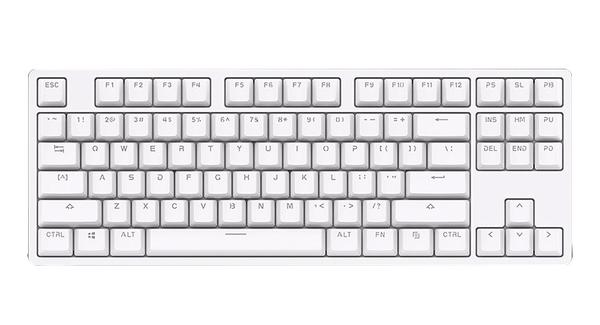 ESC F1 F2 F3 F4 F5 F6 F7 F8 F9 F10 F11 F12 PS SL PB
`~ 1! 2@ 3# 4$ 5% 6^ 7& 8* 9( 0) -- =+ ← INS HM PU
Q W E R T Y U I O P [{ ]} \¦ DEL END PD
[A] A S D F G H J K L ;: '"
Z X C V B N M ,< .> /?
CTRL ALT ALT FN CTRL < ∨ >